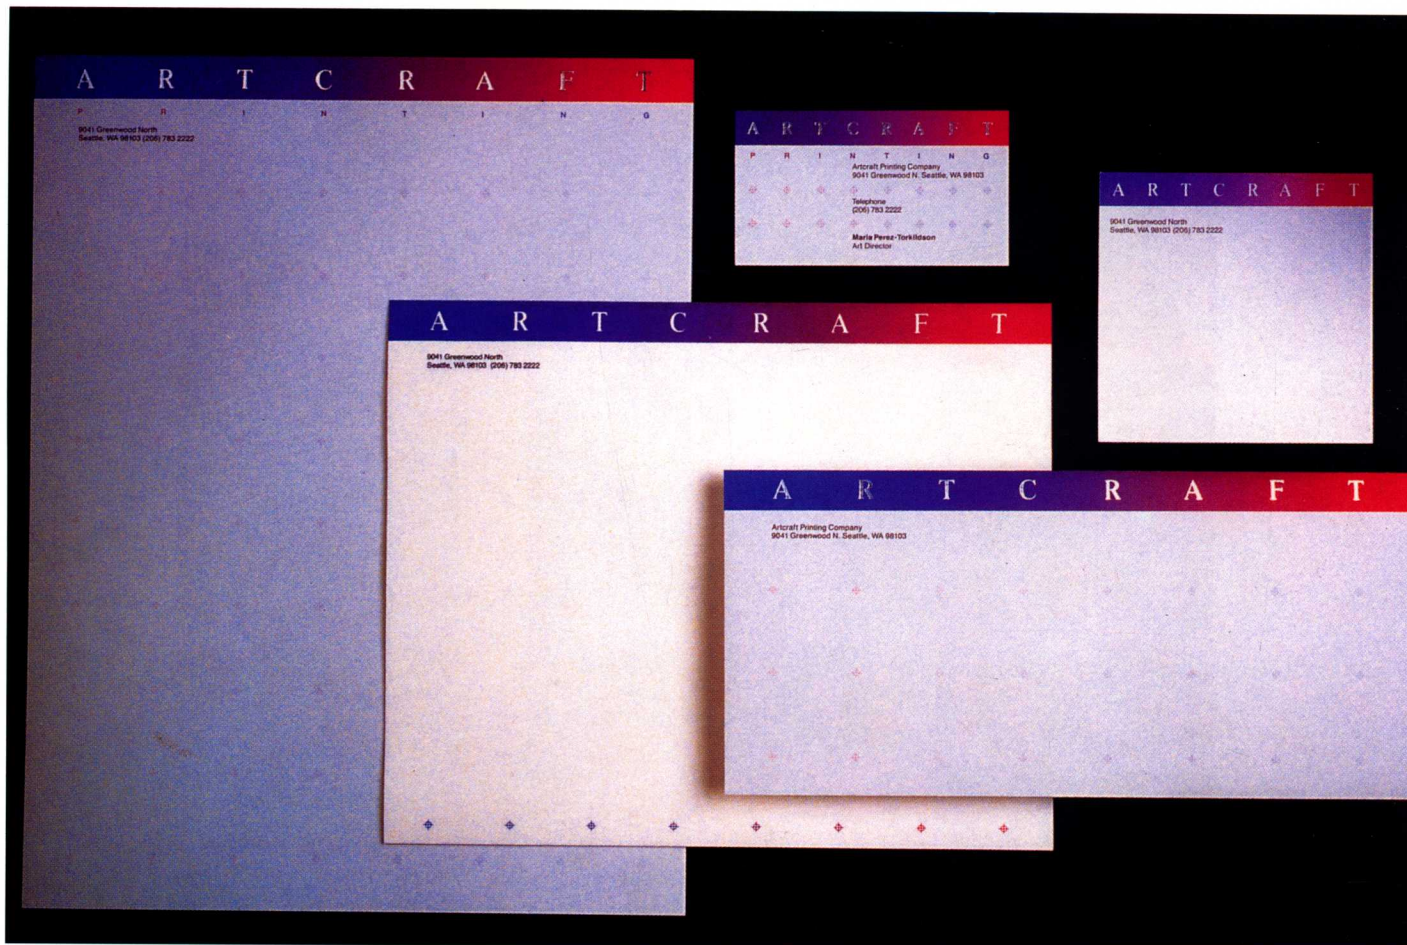 A R T C R A F T
P R I N T I N G
9041 Greenwood North
Seattle, WA 98103 (206) 783 2222
A R T C R A F T
P R I N T I N G
Artcraft Printing Company
9041 Greenwood N. Seattle, WA 98103
Telephone
(206) 783 2222
Maria Perez-Torkildson
Art Director
A R T C R A F T
9041 Greenwood North
Seattle, WA 98103 (206) 783 2222
A R T C R A F T
9041 Greenwood North
Seattle, WA 98103 (206) 783 2222
A R T C R A F T
Artcraft Printing Company
9041 Greenwood N. Seattle, WA 98103